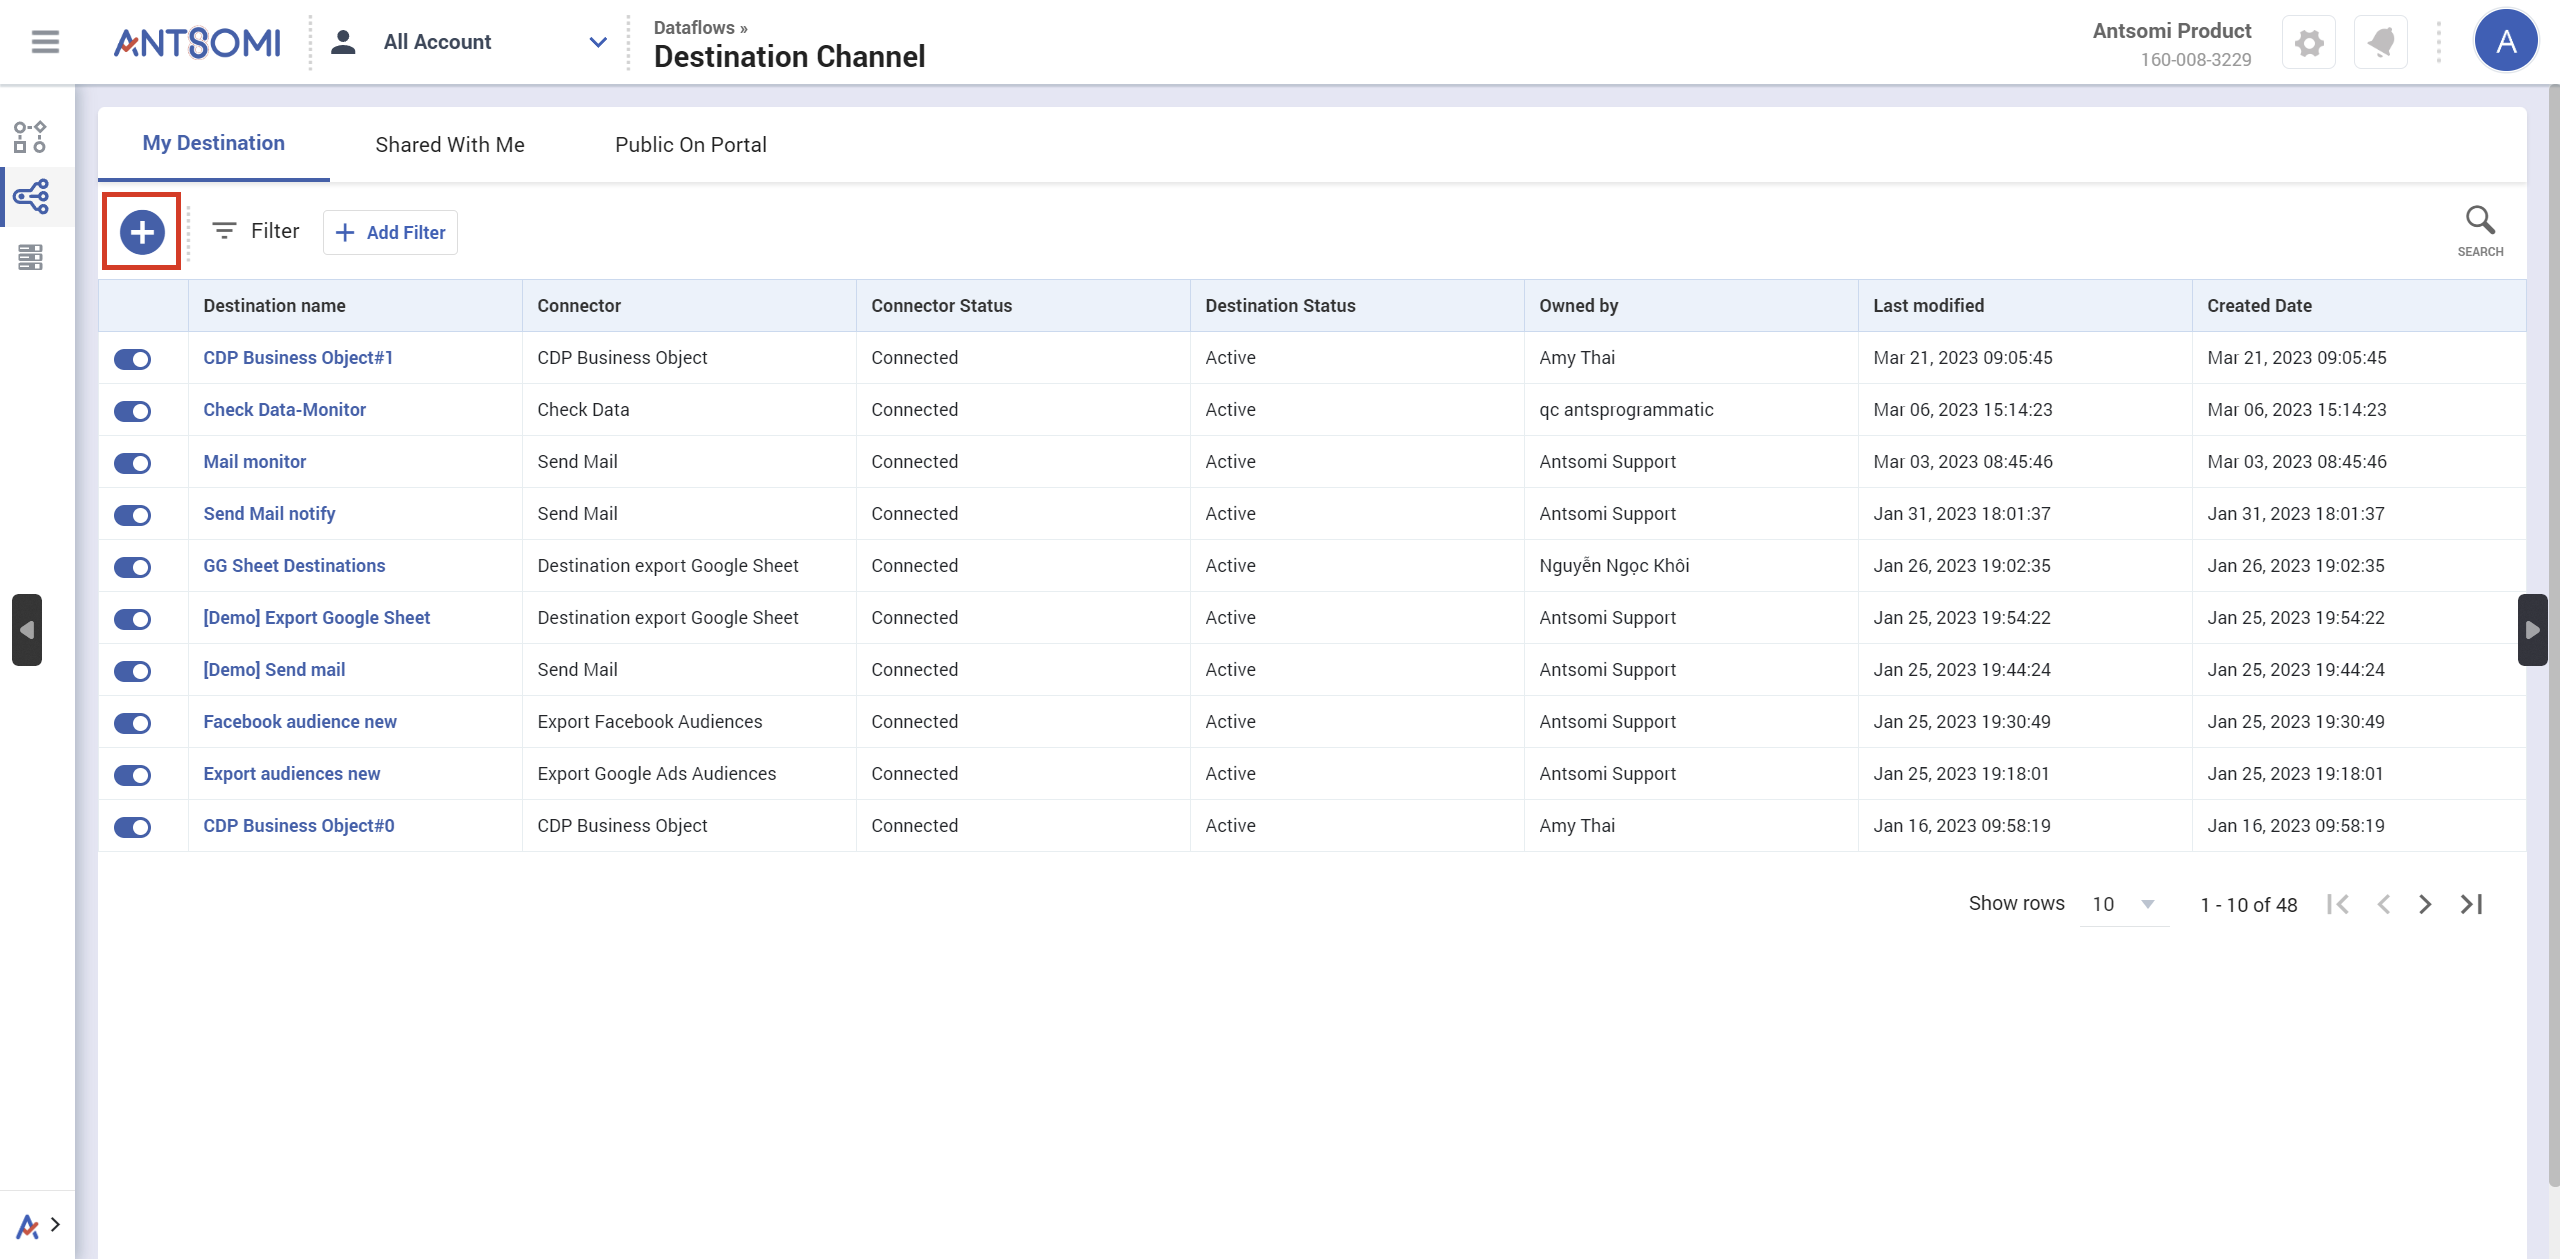 ANTSOMI
All Account
Dataflows »
Destination Channel
Antsomi Product
160-008-3229
A
My Destination
Shared With Me
Public On Portal
Filter
Add Filter
SEARCH
Destination name Connector Connector Status Destination Status Owned by Last modified Created Date
CDP Business Object#1 CDP Business Object Connected Active Amy Thai Mar 21, 2023 09:05:45 Mar 21, 2023 09:05:45
Check Data-Monitor Check Data Connected Active qc antsprogrammatic Mar 06, 2023 15:14:23 Mar 06, 2023 15:14:23
Mail monitor Send Mail Connected Active Antsomi Support Mar 03, 2023 08:45:46 Mar 03, 2023 08:45:46
Send Mail notify Send Mail Connected Active Antsomi Support Jan 31, 2023 18:01:37 Jan 31, 2023 18:01:37
GG Sheet Destinations Destination export Google Sheet Connected Active Nguyễn Ngọc Khôi Jan 26, 2023 19:02:35 Jan 26, 2023 19:02:35
[Demo] Export Google Sheet Destination export Google Sheet Connected Active Antsomi Support Jan 25, 2023 19:54:22 Jan 25, 2023 19:54:22
[Demo] Send mail Send Mail Connected Active Antsomi Support Jan 25, 2023 19:44:24 Jan 25, 2023 19:44:24
Facebook audience new Export Facebook Audiences Connected Active Antsomi Support Jan 25, 2023 19:30:49 Jan 25, 2023 19:30:49
Export audiences new Export Google Ads Audiences Connected Active Antsomi Support Jan 25, 2023 19:18:01 Jan 25, 2023 19:18:01
CDP Business Object#0 CDP Business Object Connected Active Amy Thai Jan 16, 2023 09:58:19 Jan 16, 2023 09:58:19
Show rows 10 1 - 10 of 48